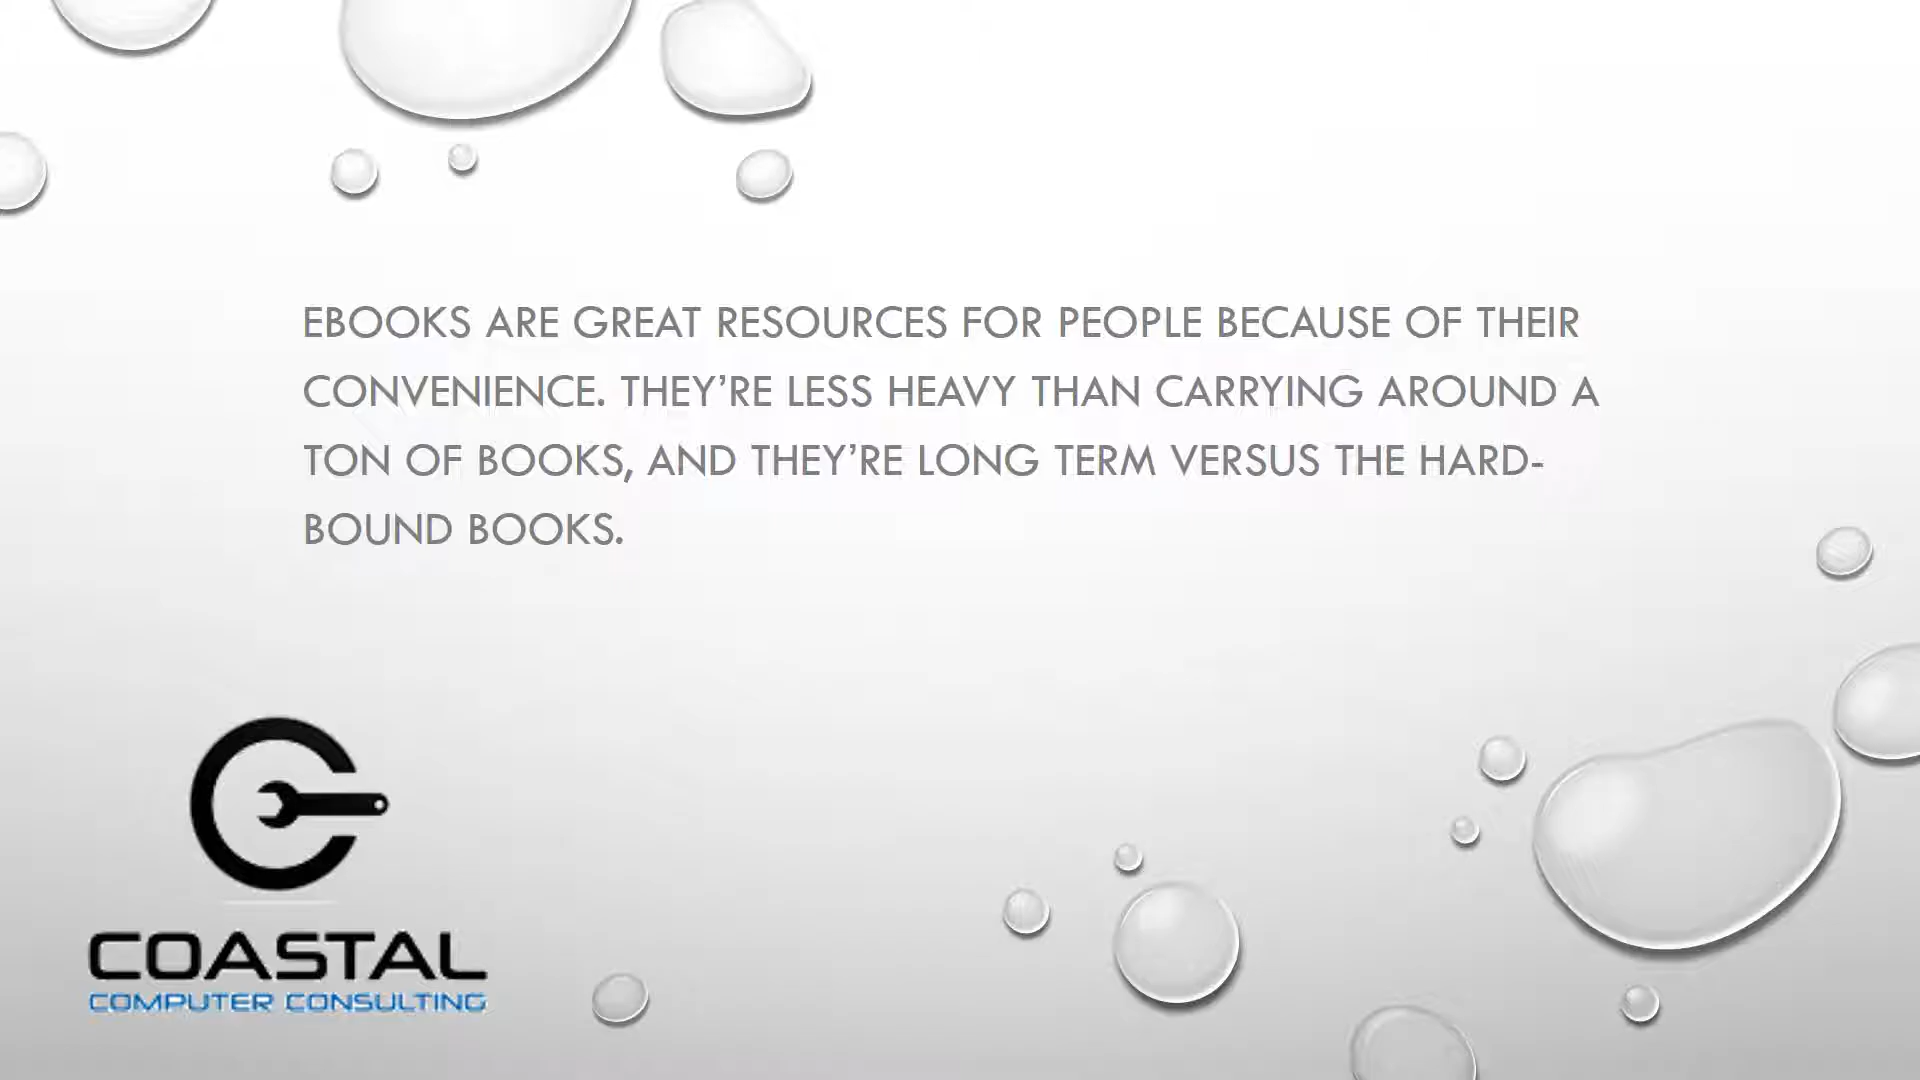 EBOOKS ARE GREAT RESOURCES FOR PEOPLE BECAUSE OF THEIR
CONVENIENCE. THEY’RE LESS HEAVY THAN CARRYING AROUND A
TON OF BOOKS, AND THEY’RE LONG TERM VERSUS THE HARD-
BOUND BOOKS.
COASTAL
COMPUTER CONSULTING